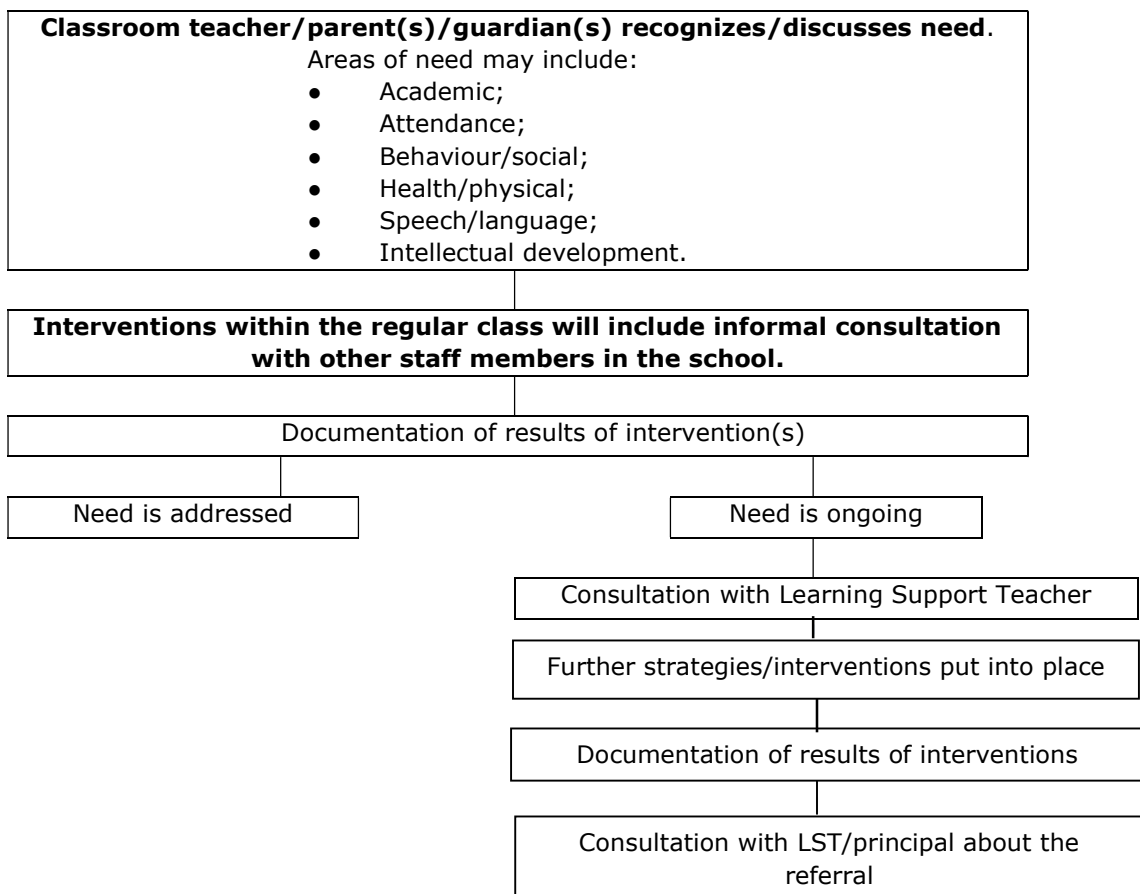 Classroom teacher/parent(s)/guardian(s) recognizes/discusses need.
Areas of need may include:
● Academic;
● Attendance;
● Behaviour/social;
● Health/physical;
● Speech/language;
● Intellectual development.
Interventions within the regular class will include informal consultation
with other staff members in the school.
Documentation of results of intervention(s)
Need is addressed
Need is ongoing
Consultation with Learning Support Teacher
Further strategies/interventions put into place
Documentation of results of interventions
Consultation with LST/principal about the
referral